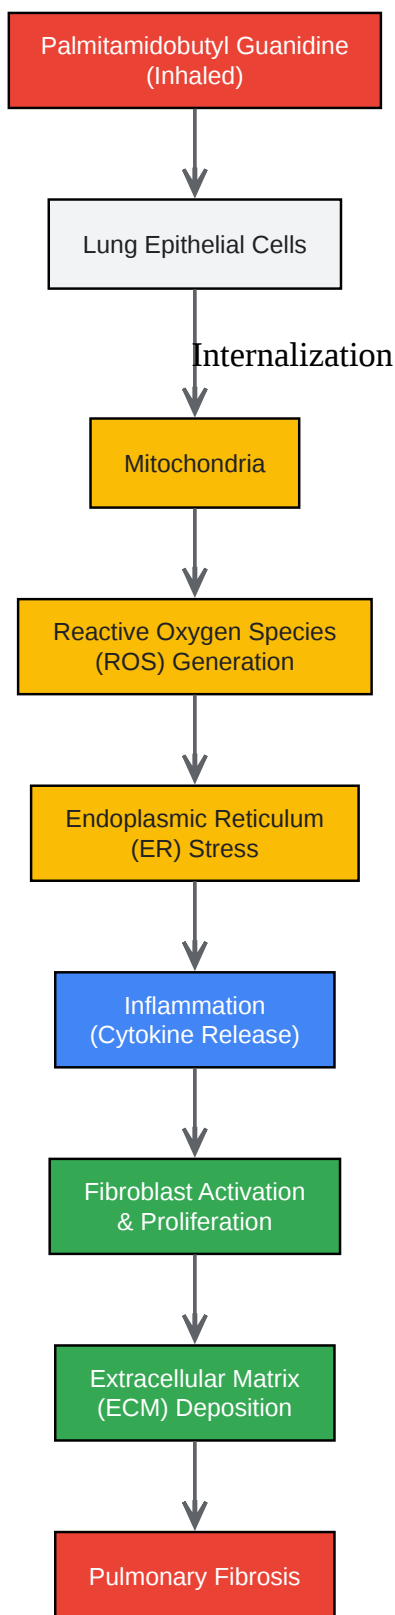 Palmitamidobutyl Guanidine
(Inhaled)
Lung Epithelial Cells
Internalization
Mitochondria
Reactive Oxygen Species
(ROS) Generation
Endoplasmic Reticulum
(ER) Stress
Inflammation
(Cytokine Release)
Fibroblast Activation
& Proliferation
Extracellular Matrix
(ECM) Deposition
Pulmonary Fibrosis